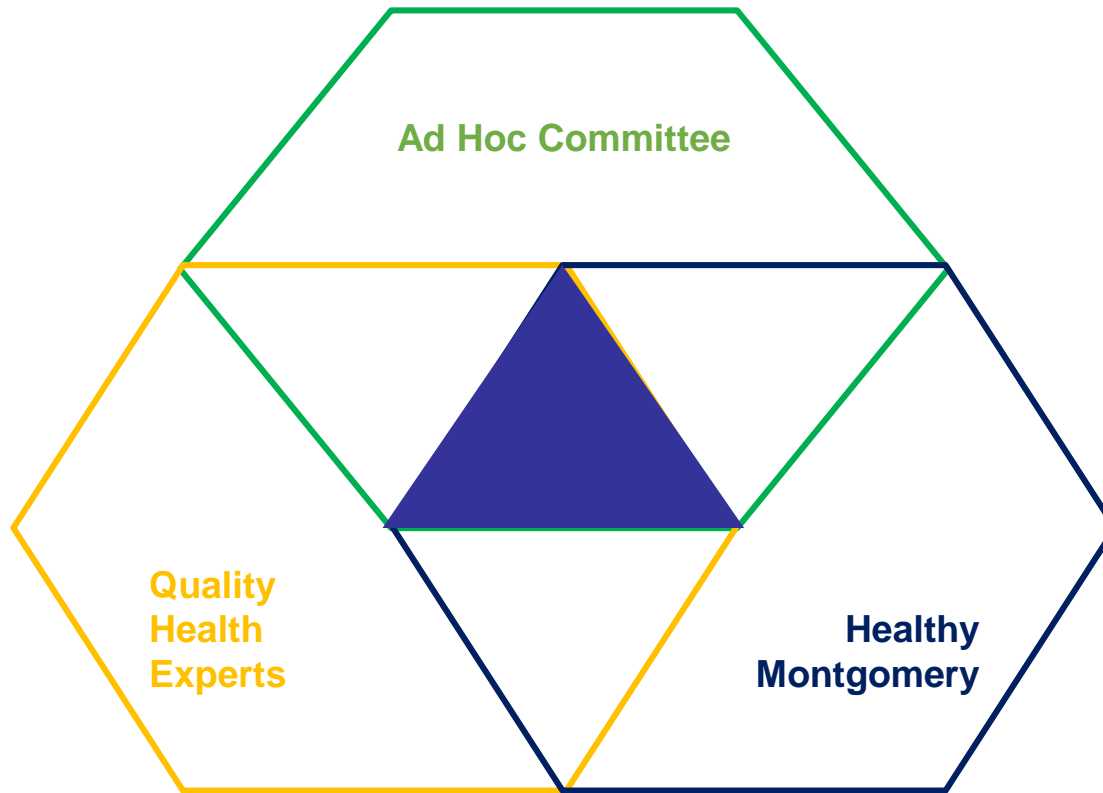 Ad Hoc Committee
Quality
Health
Experts
Healthy
Montgomery